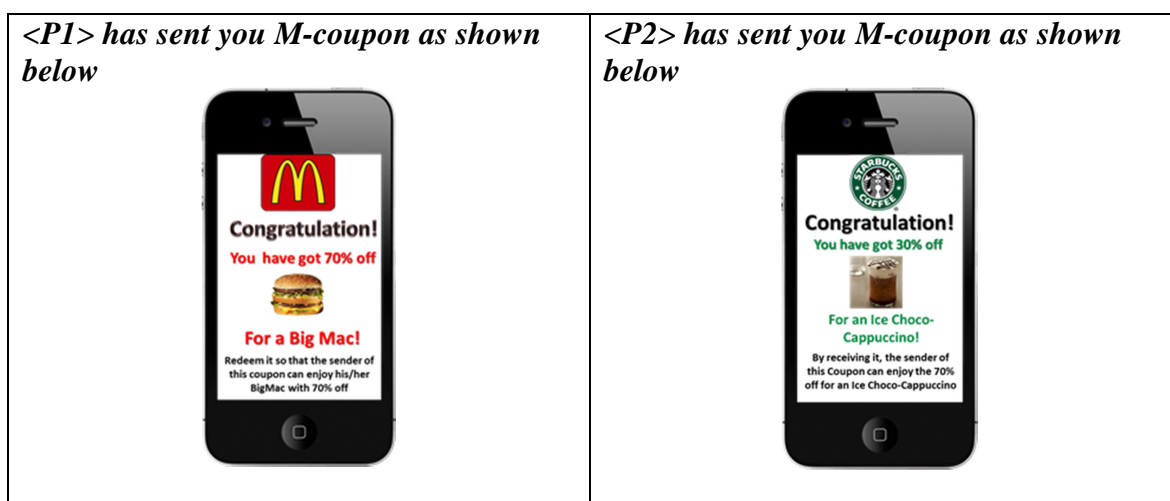 <P1> has sent you M-coupon as shown
below
Congratulation!
You have got 70% off
For a Big Mac!
Redeem it so that the sender of
this coupon can enjoy his/her
BigMac with 70% off
<P2> has sent you M-coupon as shown
below
STARBUCKS
COFFEE
Congratulation!
You have got 30% off
For an Ice Choco-
Cappuccino!
By receiving it, the sender of
this Coupon can enjoy the 70%
off for an Ice Choco-Cappuccino